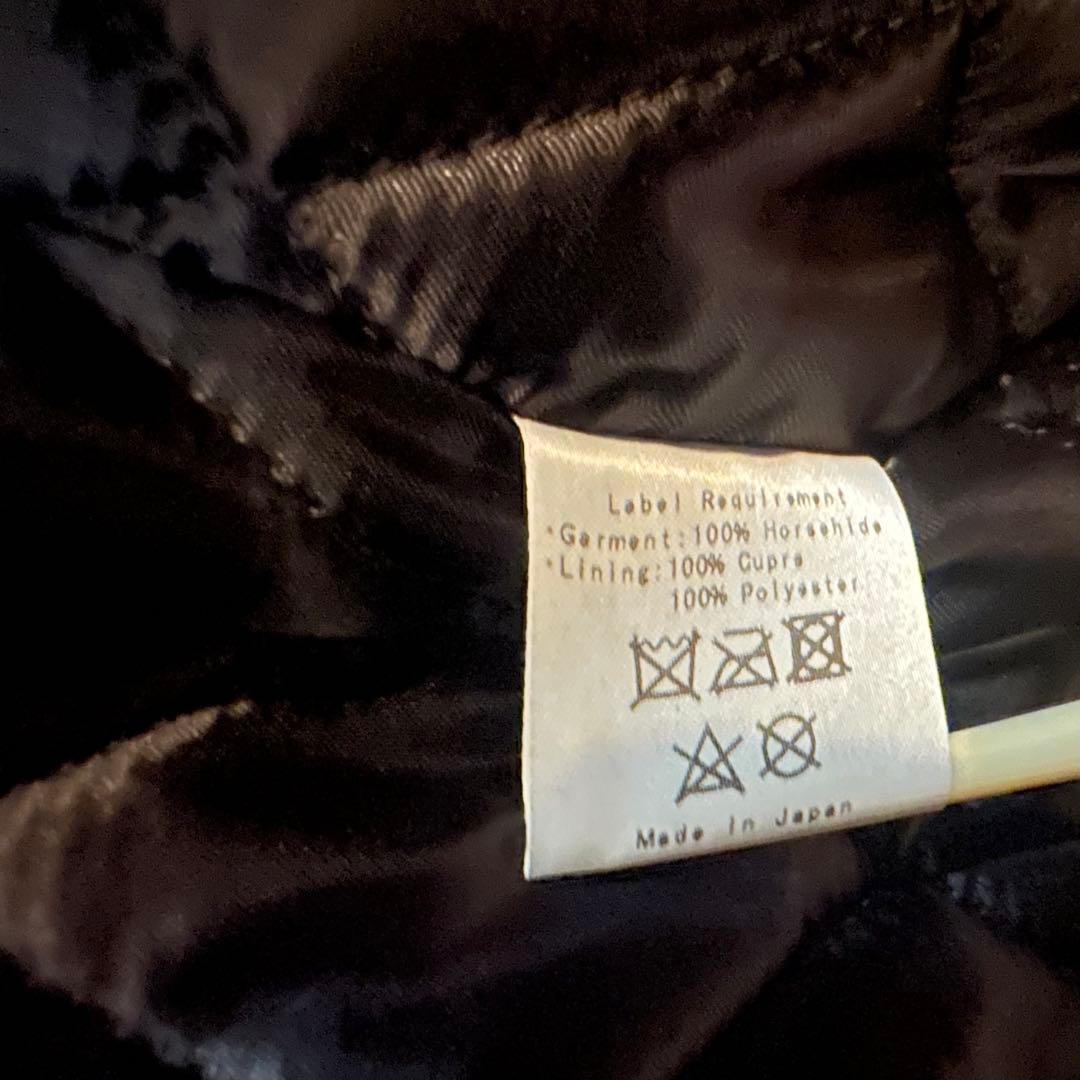 Label Requirement
・Garment:100% Horsehide
・Lining:100% Cupra
100% Polyester
Made in Japan